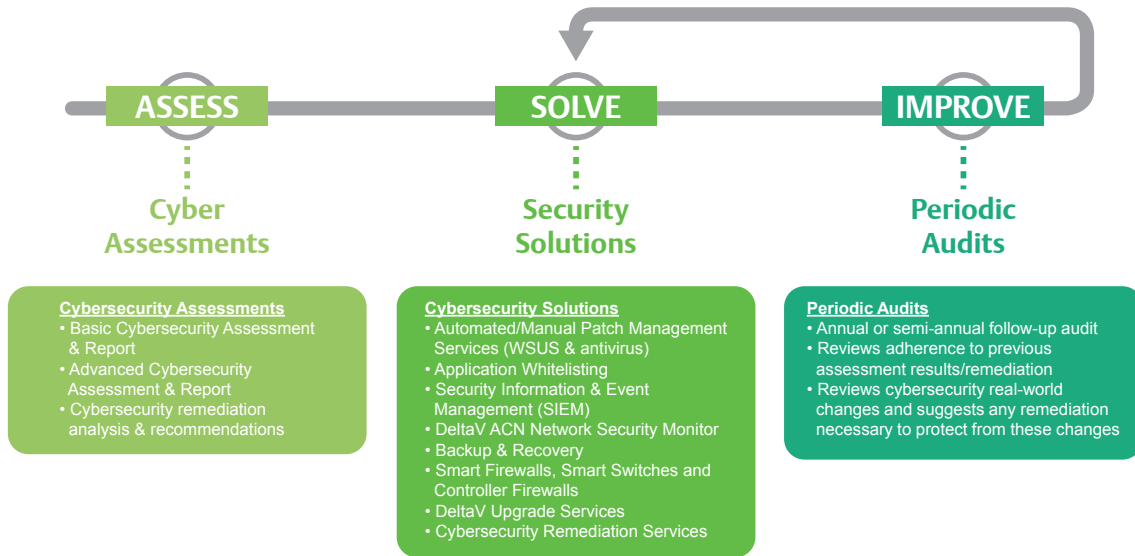 ASSESS
SOLVE
IMPROVE
Cyber
Assessments
Security
Solutions
Periodic
Audits
Cybersecurity Assessments
• Basic Cybersecurity Assessment
& Report
• Advanced Cybersecurity
Assessment & Report
• Cybersecurity remediation
analysis & recommendations
Cybersecurity Solutions
• Automated/Manual Patch Management
Services (WSUS & antivirus)
• Application Whitelisting
• Security Information & Event
Management (SIEM)
• DeltaV ACN Network Security Monitor
• Backup & Recovery
• Smart Firewalls, Smart Switches and
Controller Firewalls
• DeltaV Upgrade Services
• Cybersecurity Remediation Services
Periodic Audits
• Annual or semi-annual follow-up audit
• Reviews adherence to previous
assessment results/remediation
• Reviews cybersecurity real-world
changes and suggests any remediation
necessary to protect from these changes